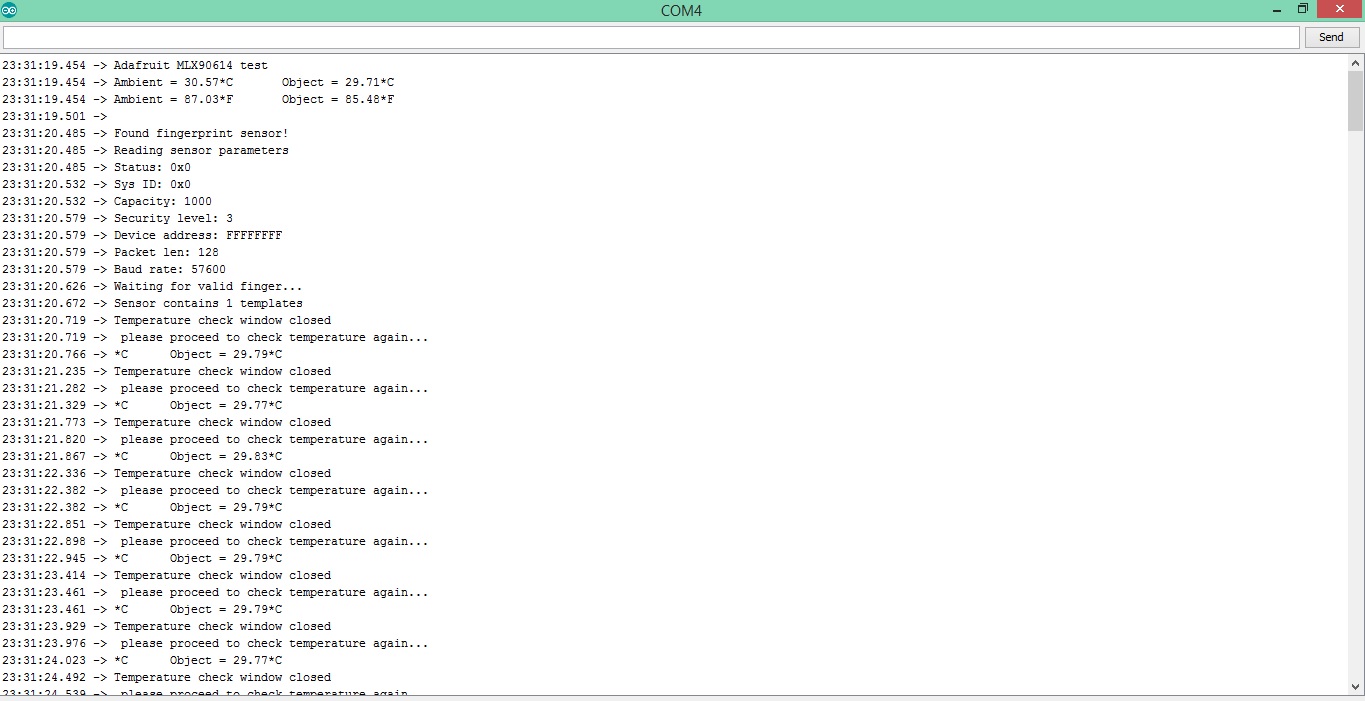 COM4
Send
23:31:19.454 -> Adafruit MLX90614 test
23:31:19.454 -> Ambient = 30.57*C	Object = 29.71*C
23:31:19.454 -> Ambient = 87.03*F	Object = 85.48*F
23:31:19.501 ->
23:31:20.485 -> Found fingerprint sensor!
23:31:20.485 -> Reading sensor parameters
23:31:20.485 -> Status: 0x0
23:31:20.532 -> Sys ID: 0x0
23:31:20.532 -> Capacity: 1000
23:31:20.579 -> Security level: 3
23:31:20.579 -> Device address: FFFFFFFF
23:31:20.579 -> Packet len: 128
23:31:20.579 -> Baud rate: 57600
23:31:20.626 -> Waiting for valid finger...
23:31:20.672 -> Sensor contains 1 templates
23:31:20.719 -> Temperature check window closed
23:31:20.719 ->  please proceed to check temperature again...
23:31:20.766 -> *C	Object = 29.79*C
23:31:21.235 -> Temperature check window closed
23:31:21.282 ->  please proceed to check temperature again...
23:31:21.329 -> *C	Object = 29.77*C
23:31:21.773 -> Temperature check window closed
23:31:21.820 ->  please proceed to check temperature again...
23:31:21.867 -> *C	Object = 29.83*C
23:31:22.336 -> Temperature check window closed
23:31:22.382 ->  please proceed to check temperature again...
23:31:22.382 -> *C	Object = 29.79*C
23:31:22.851 -> Temperature check window closed
23:31:22.898 ->  please proceed to check temperature again...
23:31:22.945 -> *C	Object = 29.79*C
23:31:23.414 -> Temperature check window closed
23:31:23.461 ->  please proceed to check temperature again...
23:31:23.461 -> *C	Object = 29.79*C
23:31:23.929 -> Temperature check window closed
23:31:23.976 ->  please proceed to check temperature again...
23:31:24.023 -> *C	Object = 29.77*C
23:31:24.492 -> Temperature check window closed
23:31:24.539 ->  please proceed to check temperature again